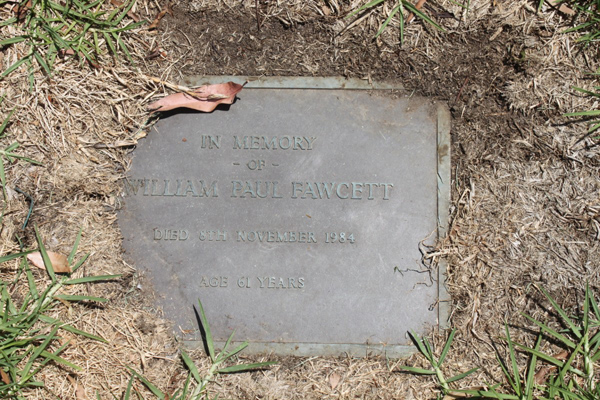 IN MEMORY
- OF -
WILLIAM PAUL FAWCETT
DIED 8TH NOVEMBER 1984
AGE 61 YEARS